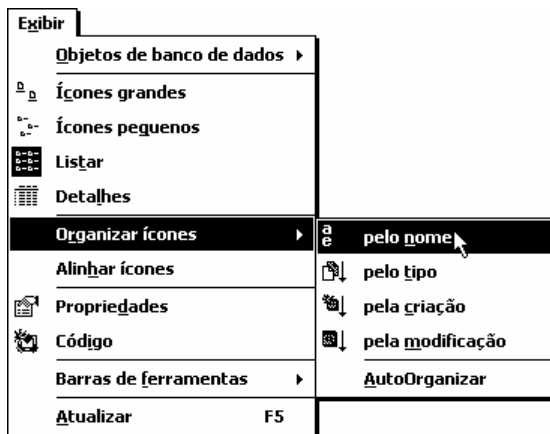 Exibir
Objetos de banco de dados
Ícones grandes
Ícones pequenos
Listar
Detalhes
Organizar ícones
pelo nome
Alinhar ícones
pelo tipo
Propriedades
pela criação
Código
pela modificação
Barras de ferramentas
AutoOrganizar
Atualizar F5